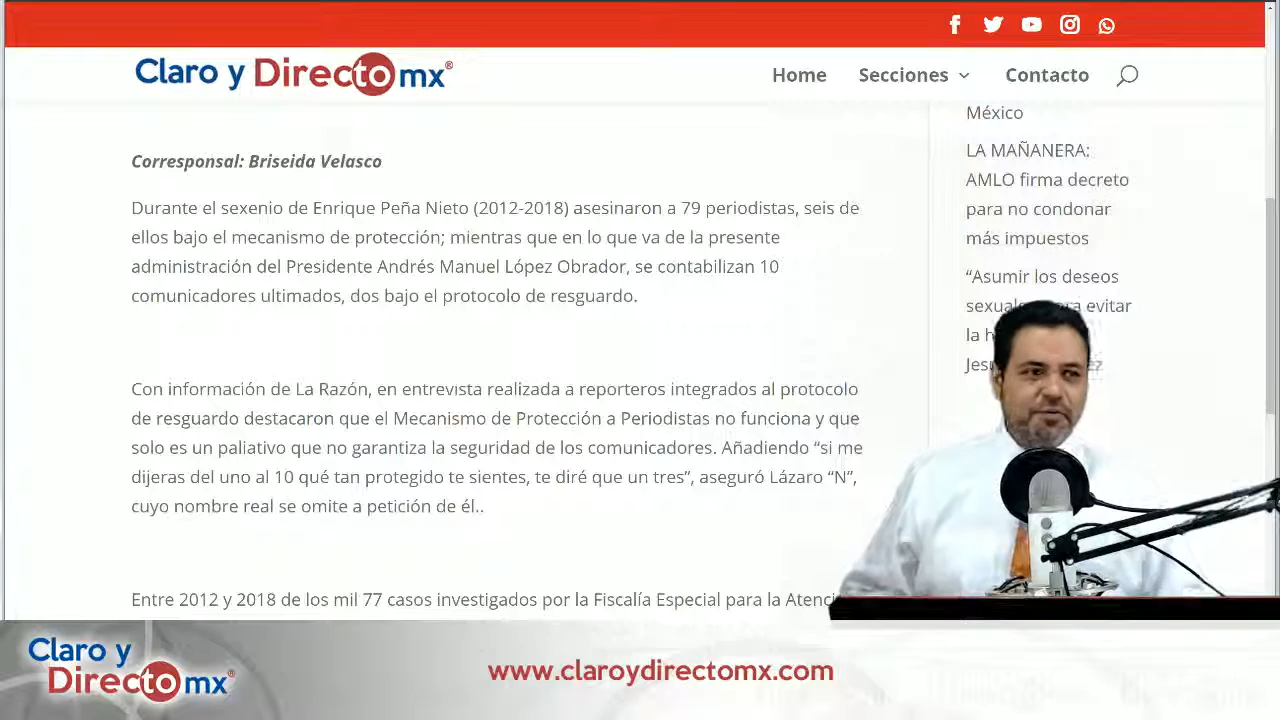 Claro y Directo mx®
Home Secciones Contacto
México
Corresponsal: Briseida Velasco
Durante el sexenio de Enrique Peña Nieto (2012-2018) asesinaron a 79 periodistas, seis de
ellos bajo el mecanismo de protección; mientras que en lo que va de la presente
administración del Presidente Andrés Manuel López Obrador, se contabilizan 10
comunicadores ultimados, dos bajo el protocolo de resguardo.
Con información de La Razón, en entrevista realizada a reporteros integrados al protocolo
de resguardo destacaron que el Mecanismo de Protección a Periodistas no funciona y que
solo es un paliativo que no garantiza la seguridad de los comunicadores. Añadiendo “si me
dijeras del uno al 10 qué tan protegido te sientes, te diré que un tres”, aseguró Lázaro “N”,
cuyo nombre real se omite a petición de él..
Entre 2012 y 2018 de los mil 77 casos investigados por la Fiscalía Especial para la
LA MAÑANERA:
AMLO firma decreto
para no condonar
más impuestos
“Asumir los deseos
evitar
la
Claro y
Directo mx®
www.claroydirectomx.com